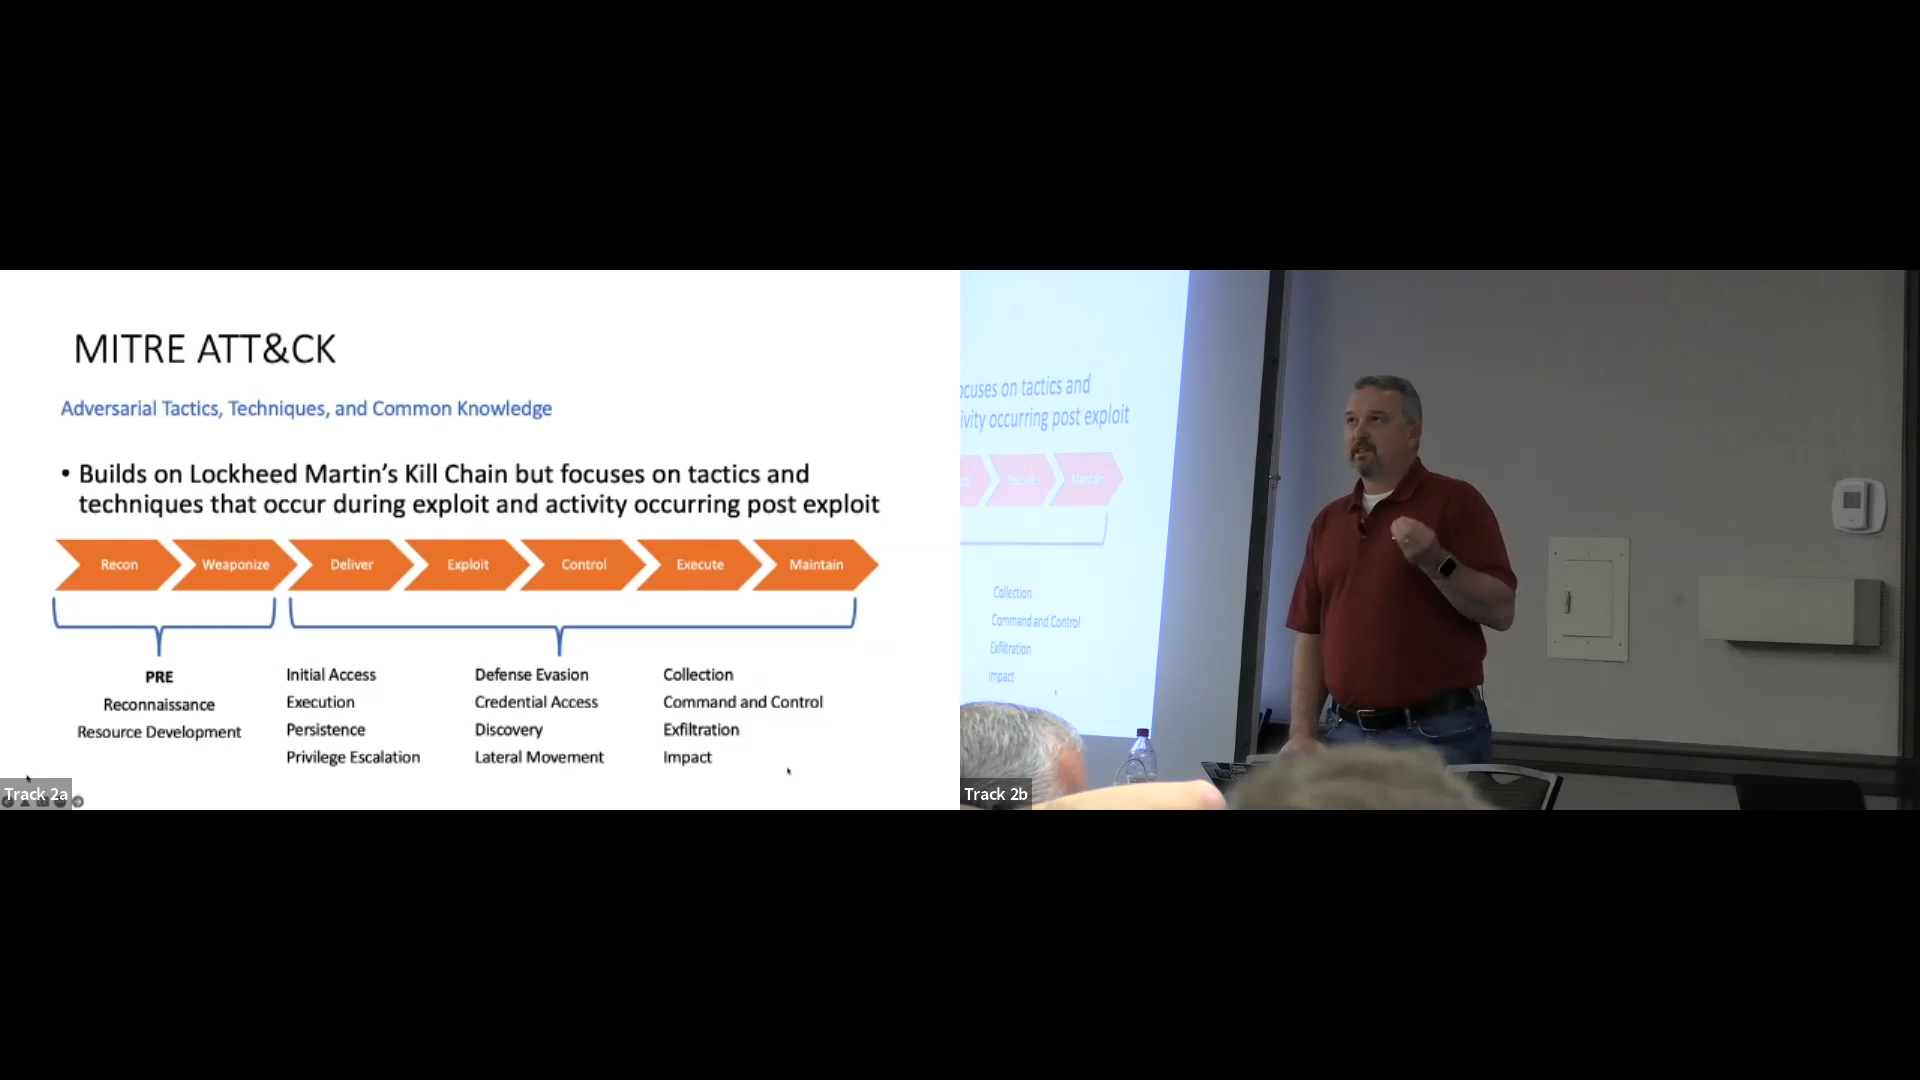 MITRE ATT&CK
Adversarial Tactics, Techniques, and Common Knowledge
• Builds on Lockheed Martin's Kill Chain but focuses on tactics and
techniques that occur during exploit and activity occurring post exploit
Recon Weaponize Deliver Exploit Control Execute Maintain
PRE
Reconnaissance
Resource Development
Initial Access
Execution
Persistence
Privilege Escalation
Defense Evasion
Credential Access
Discovery
Lateral Movement
Collection
Command and Control
Exfiltration
Impact
Track 2a
ocuses on tactics and
ivity occurring post exploit
Execute Maintain
Collection
Command and Control
Exfiltration
Impact
Track 2b